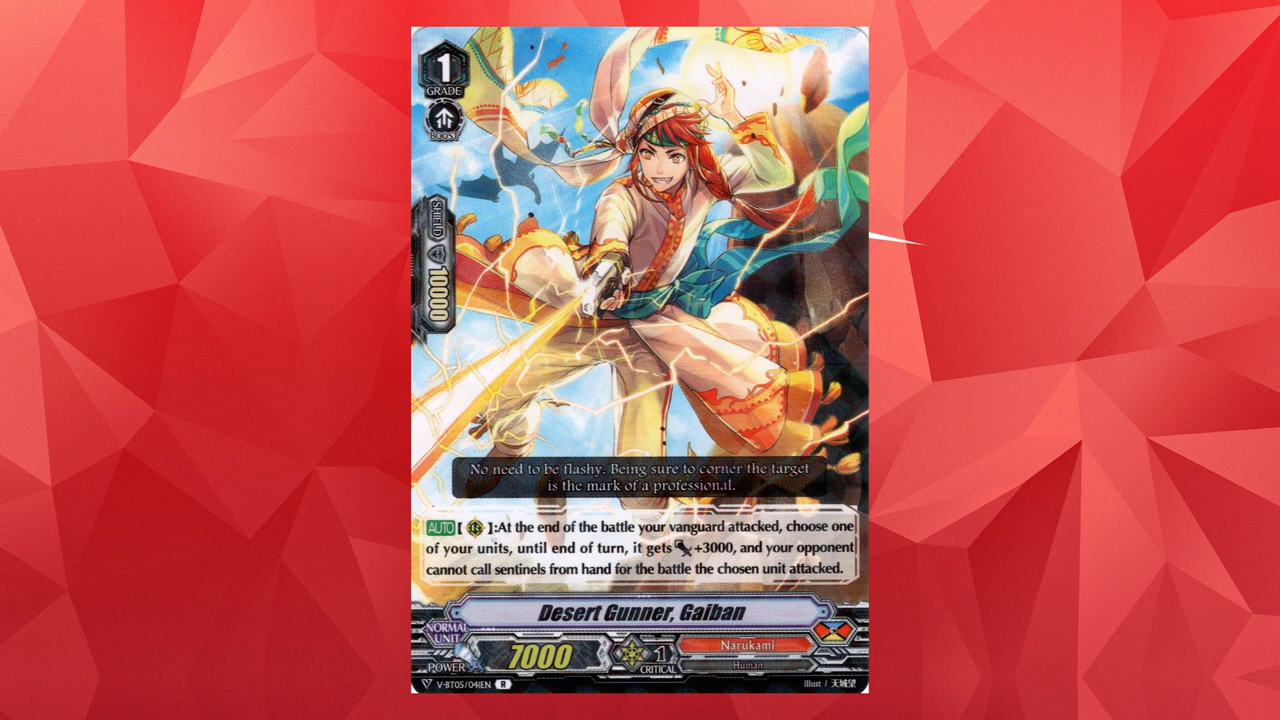 1
GRADE
BOOST
SHIELD
10000
No need to be flashy. Being sure to corner the target
is the mark of a professional.
AUTO【 RC 】:At the end of the battle your vanguard attacked, choose one
of your units, until end of turn, it gets +3000, and your opponent
cannot call sentinels from hand for the battle the chosen unit attacked.
Desert Gunner, Gaiban
NORMAL
UNIT
POWER
7000
1
CRITICAL
Narukami
Human
V-BT05/041EN R
illust / 天城望